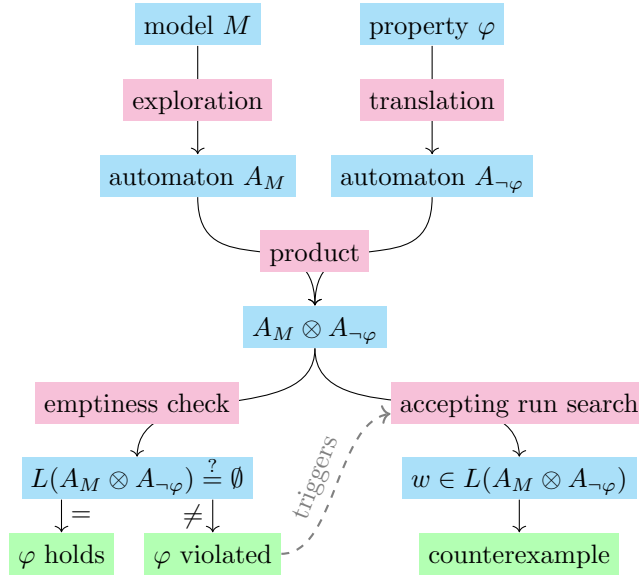 model M property φ
exploration translation
automaton A_M automaton A_¬φ
product
A_M ⊗ A_¬φ
emptiness check accepting run search
triggers
L(A_M ⊗ A_¬φ) ≟ ∅ w ∈ L(A_M ⊗ A_¬φ)
= ≠
φ holds φ violated counterexample